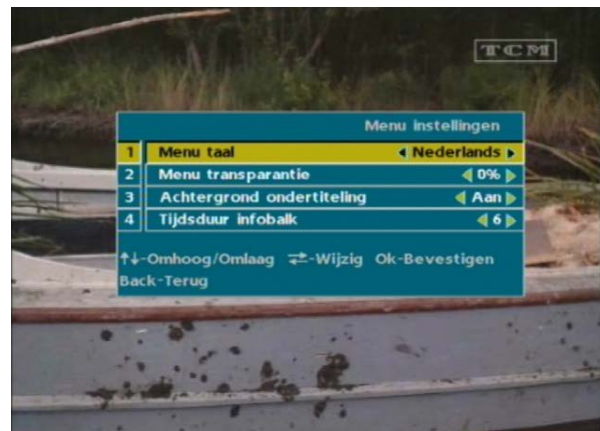 TCM
Menu instellingen
1 Menu taal Nederlands
2 Menu transparantie 0%
3 Achtergrond ondertiteling Aan
4 Tijdsduur infobalk 6
↑↓-Omhoog/Omlaag ⇄-Wijzig Ok-Bevestigen
Back-Terug